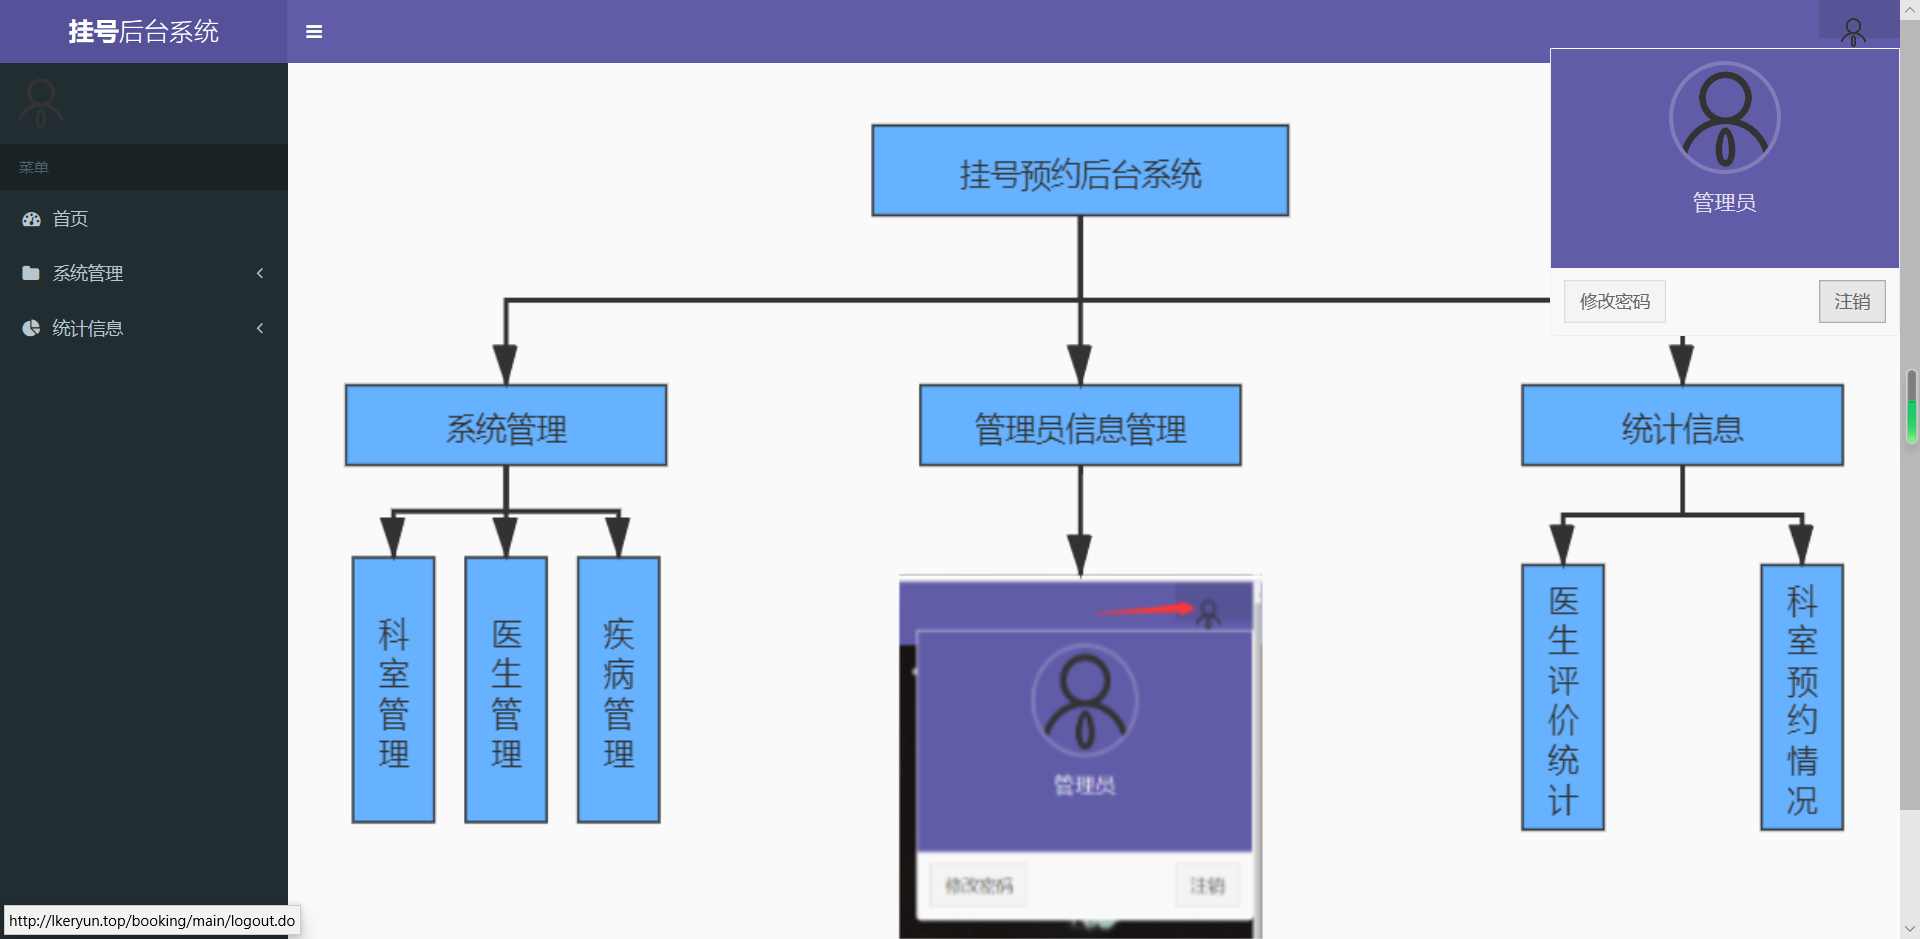 挂号后台系统
菜单
首页
系统管理
统计信息
管理员
修改密码
注销
挂号预约后台系统
系统管理
管理员信息管理
统计信息
科室管理
医生管理
疾病管理
管理员
修改密码
注销
医生评价统计
科室预约情况
http://lkeryun.top/booking/main/logout.do